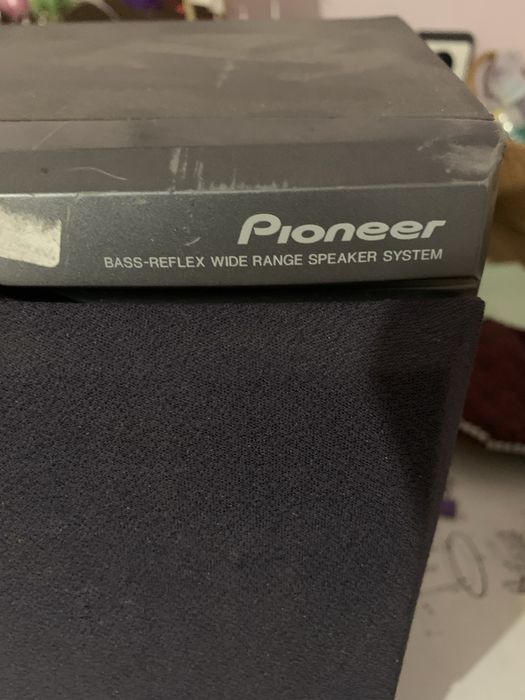 Pioneer
BASS-REFLEX WIDE RANGE SPEAKER SYSTEM